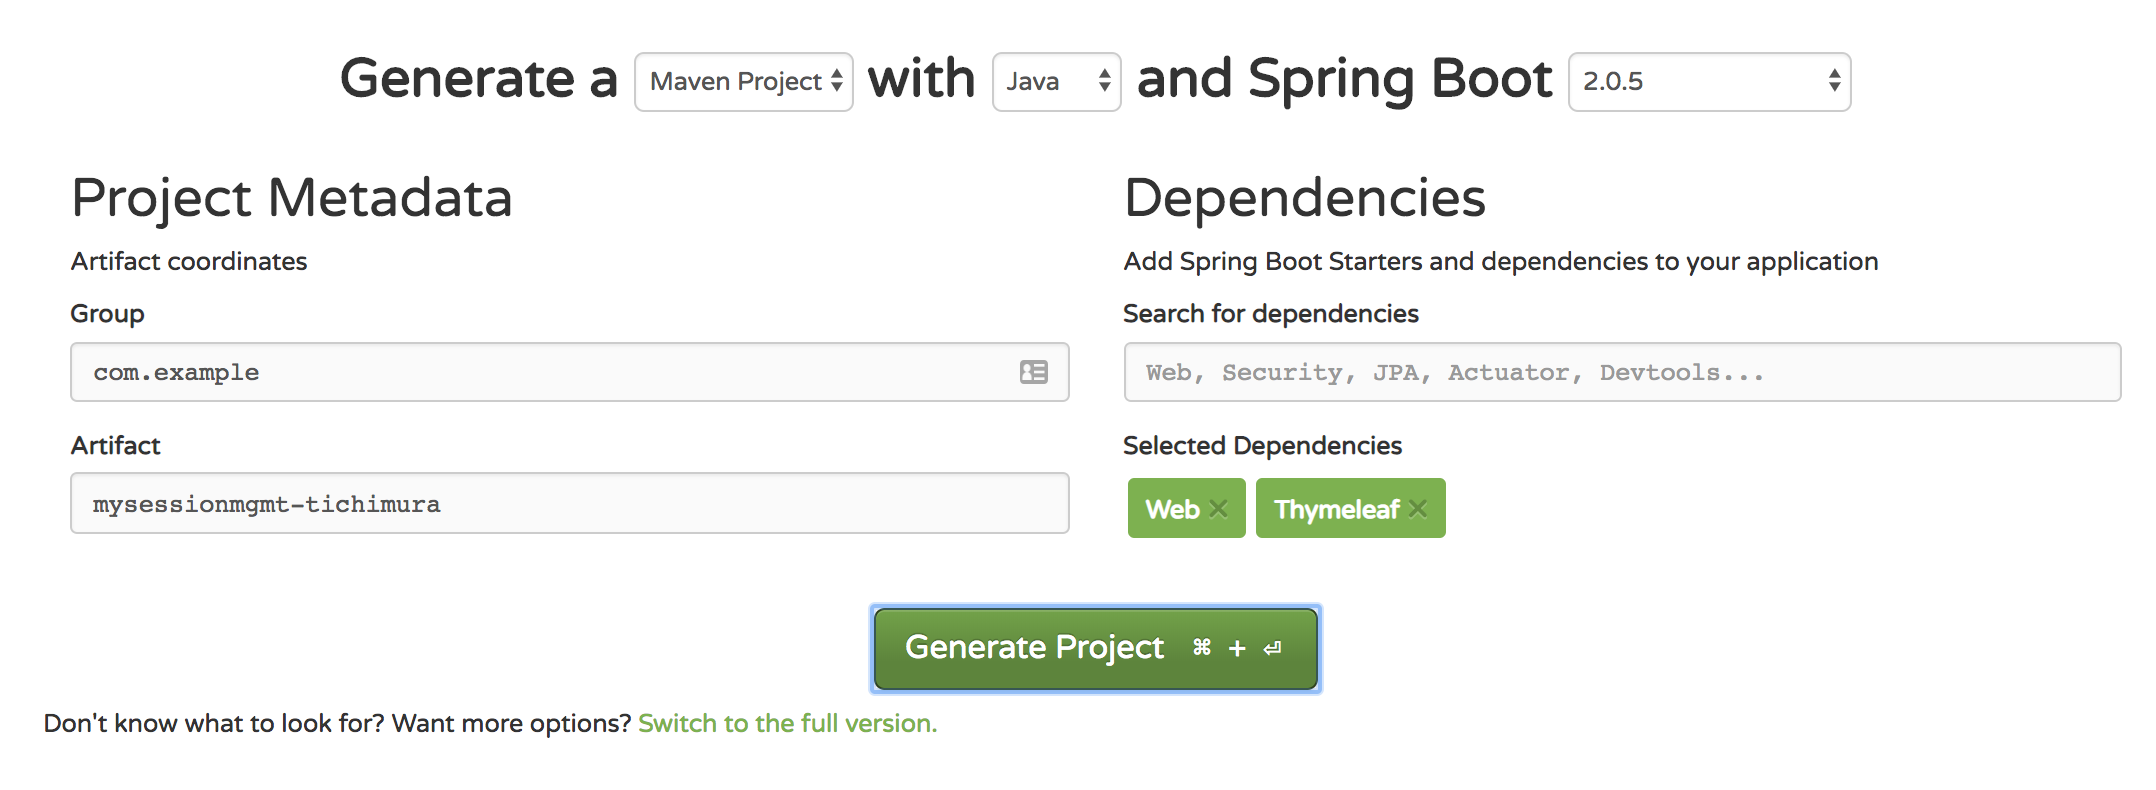 Generate a Maven Project with Java and Spring Boot 2.0.5
Project Metadata
Artifact coordinates
Group
com.example
Artifact
mysessionmgmt-tichimura
Dependencies
Add Spring Boot Starters and dependencies to your application
Search for dependencies
Web, Security, JPA, Actuator, Devtools...
Selected Dependencies
Web × Thymeleaf ×
Generate Project ⌘ + ⏎
Don't know what to look for? Want more options? Switch to the full version.